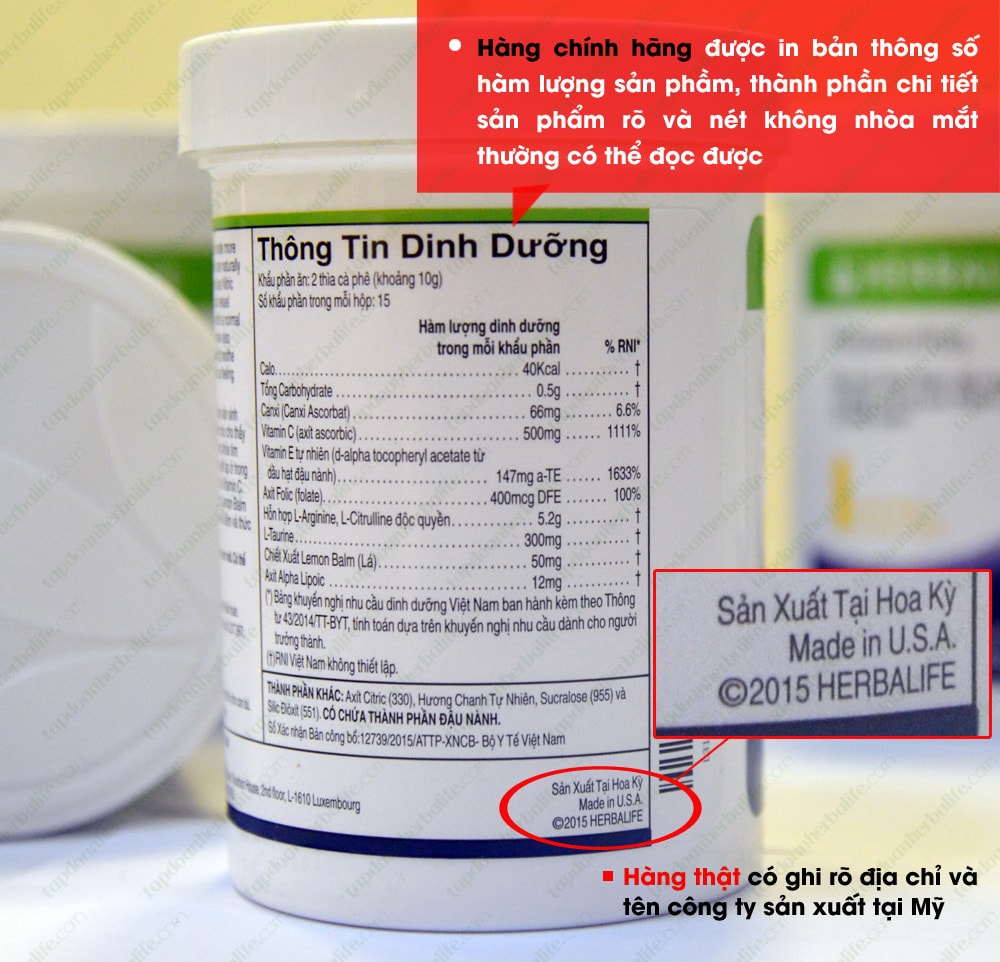 Hàng chính hãng được in bản thông số
hàm lượng sản phẩm, thành phần chi tiết
sản phẩm rõ và nét không nhòa mắt
thường có thể đọc được
Thông Tin Dinh Dưỡng
Khẩu phần ăn: 2 thìa cà phê (khoảng 10g)
Số khẩu phần trong mỗi hộp: 15
Hàm lượng dinh dưỡng
trong mỗi khẩu phần % RNI*
Calo 40Kcal †
Tổng Carbohydrate 0.5g †
Canxi (Canxi Ascorbat) 66mg 6.6%
Vitamin C (axít ascorbic) 500mg 1111%
Vitamin E tự nhiên (d-alpha tocopheryl acetate từ
dầu hạt đậu nành) 147mg a-TE 1633%
Axít Folic (folate) 400mcg DFE 100%
Hỗn hợp L-Arginine, L-Citrulline độc quyền 5.2g †
L-Taurine 300mg †
Chiết Xuất Lemon Balm (Lá) 50mg †
Axít Alpha Lipoic 12mg †
(*) Bảng khuyến nghị nhu cầu dinh dưỡng Việt Nam ban hành kèm theo Thông
tư 43/2014/TT-BYT, tính toán dựa trên khuyến nghị nhu cầu dành cho người
trưởng thành.
(†) RNI Việt Nam không thiết lập.
THÀNH PHẦN KHÁC: Axít Citric (330), Hương Chanh Tự Nhiên, Sucralose (955) và
Silic Điôxít (551). CÓ CHỨA THÀNH PHẦN ĐẬU NÀNH.
Số Xác nhận Bản công bố: 12739/2015/ATTP-XNCB- Bộ Y Tế Việt Nam
House, 2nd floor, L-1610 Luxembourg
Sản Xuất Tại Hoa Kỳ
Made in U.S.A.
©2015 HERBALIFE
Sản Xuất Tại Hoa Kỳ
Made in U.S.A.
©2015 HERBALIFE
Hàng thật có ghi rõ địa chỉ và
tên công ty sản xuất tại Mỹ
topdoanhherbalife.com